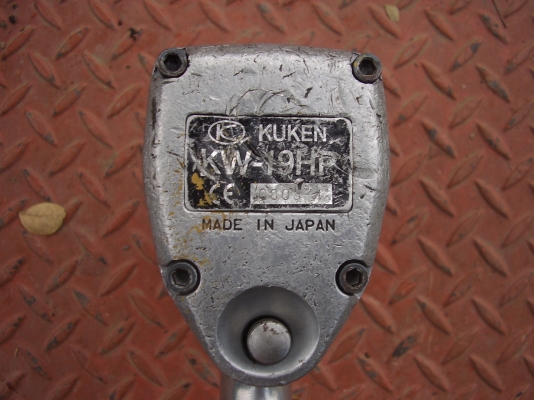 K KUKEN
KW-19HP
CE
MADE IN JAPAN